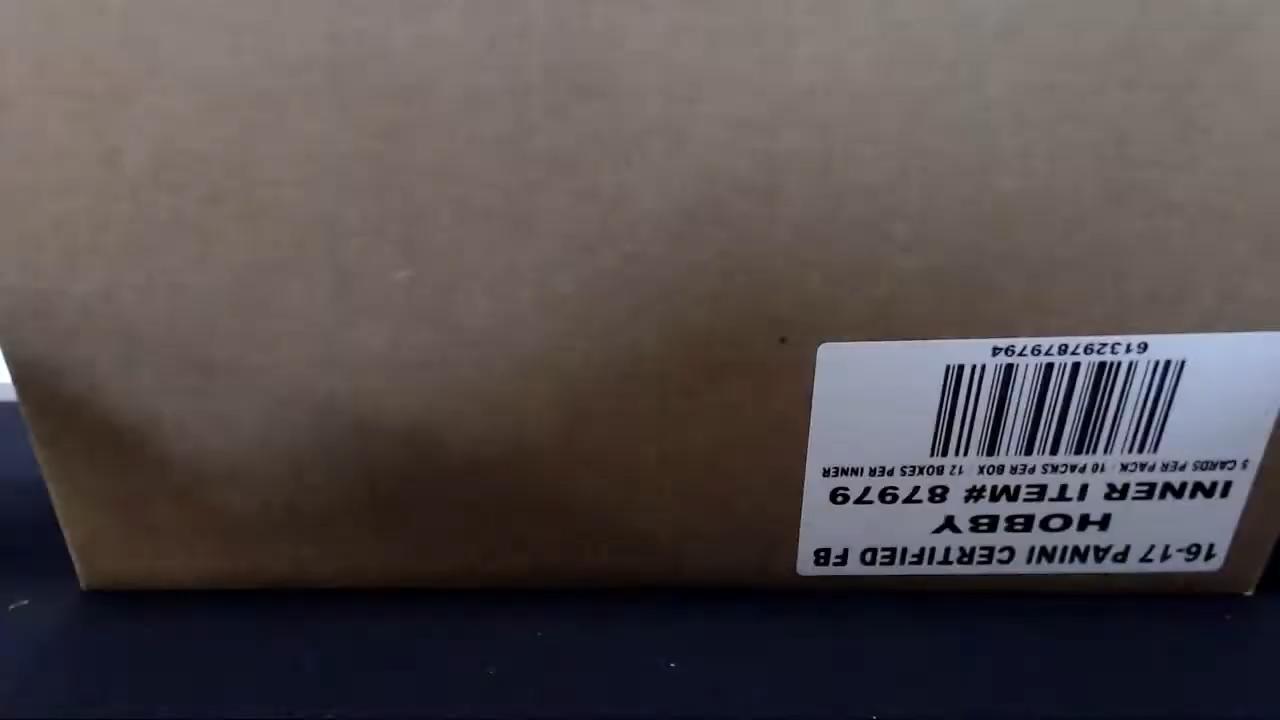 16-17 PANINI CERTIFIED FB
HOBBY
INNER ITEM# 87979
5 CARDS PER PACK · 10 PACKS PER BOX · 12 BOXES PER INNER
613297879794